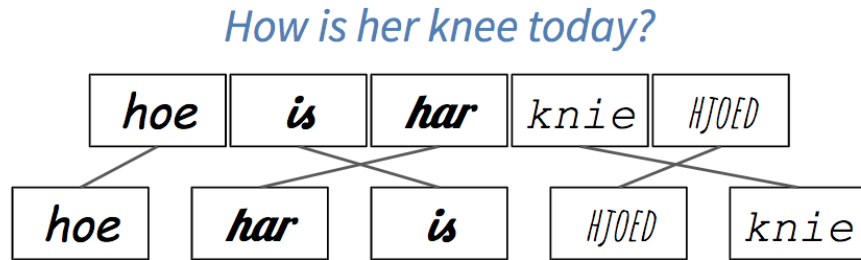 How is her knee today?
hoe is har knie HJOED
hoe har is HJOED knie